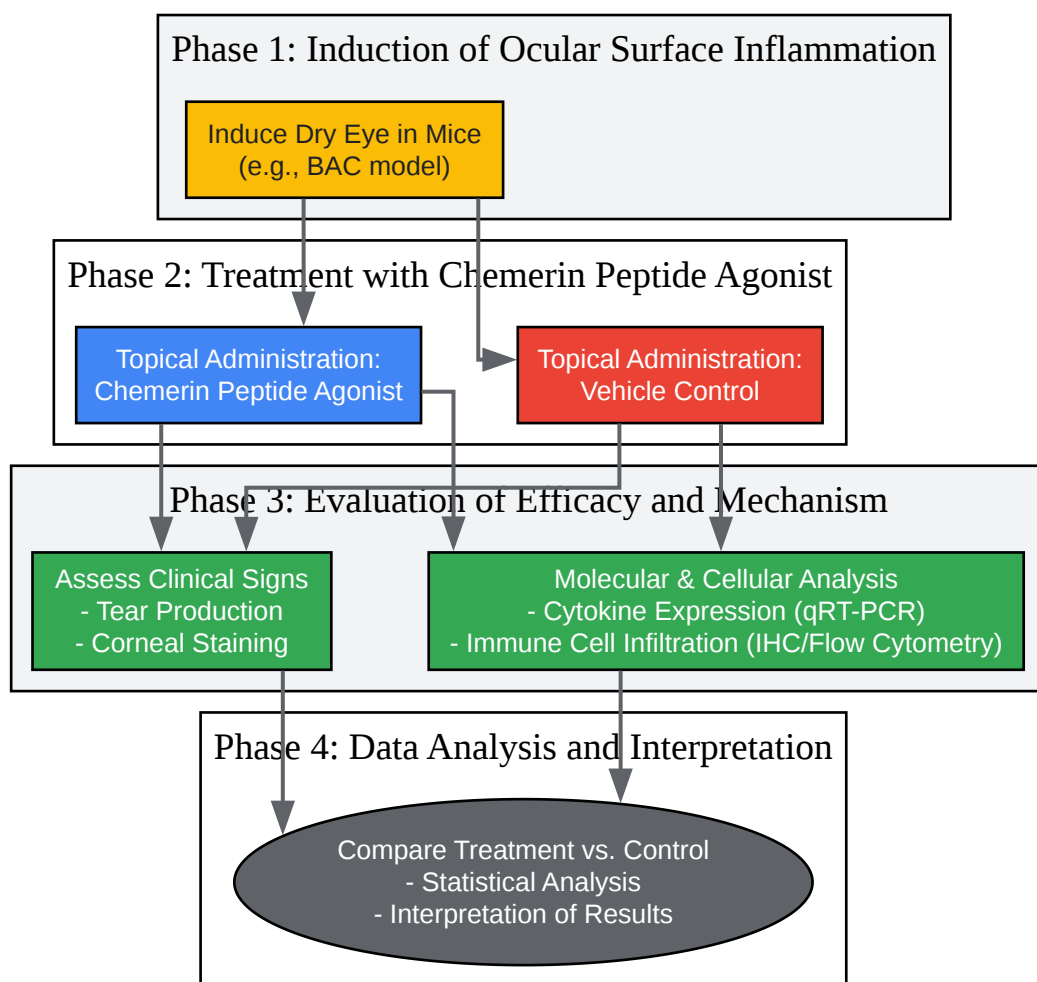 Phase 1: Induction of Ocular Surface Inflammation
Induce Dry Eye in Mice
(e.g., BAC model)
Phase 2: Treatment with Chemerin Peptide Agonist
Topical Administration:
Chemerin Peptide Agonist
Topical Administration:
Vehicle Control
Phase 3: Evaluation of Efficacy and Mechanism
Assess Clinical Signs
- Tear Production
- Corneal Staining
Molecular & Cellular Analysis
- Cytokine Expression (qRT-PCR)
- Immune Cell Infiltration (IHC/Flow Cytometry)
Phase 4: Data Analysis and Interpretation
Compare Treatment vs. Control
- Statistical Analysis
- Interpretation of Results